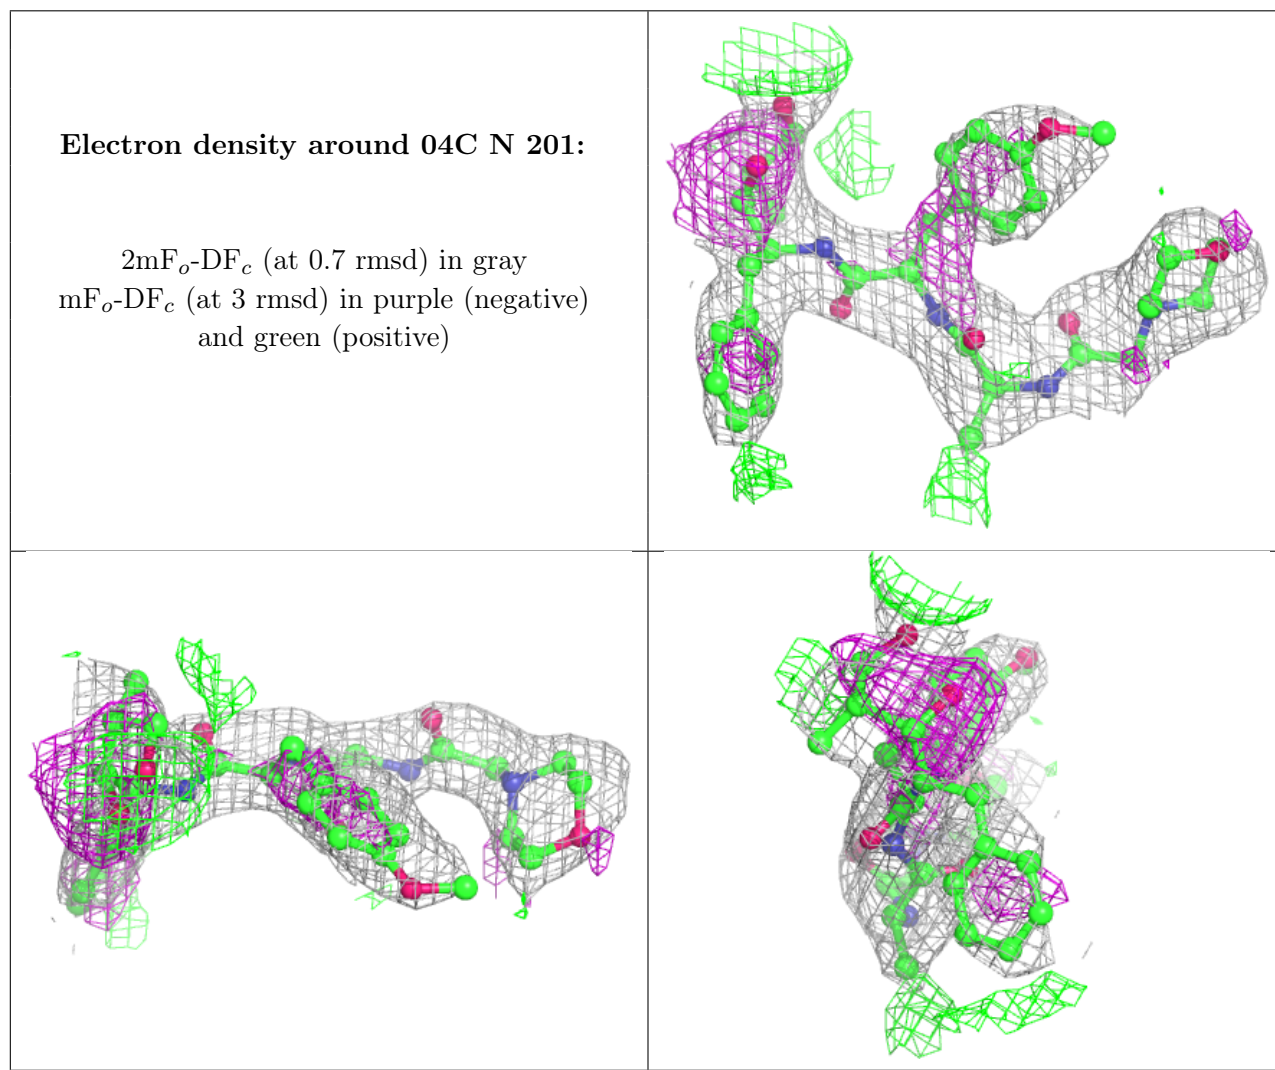 Electron density around 04C N 201:
2mFo-DFc (at 0.7 rmsd) in gray
mFo-DFc (at 3 rmsd) in purple (negative)
and green (positive)